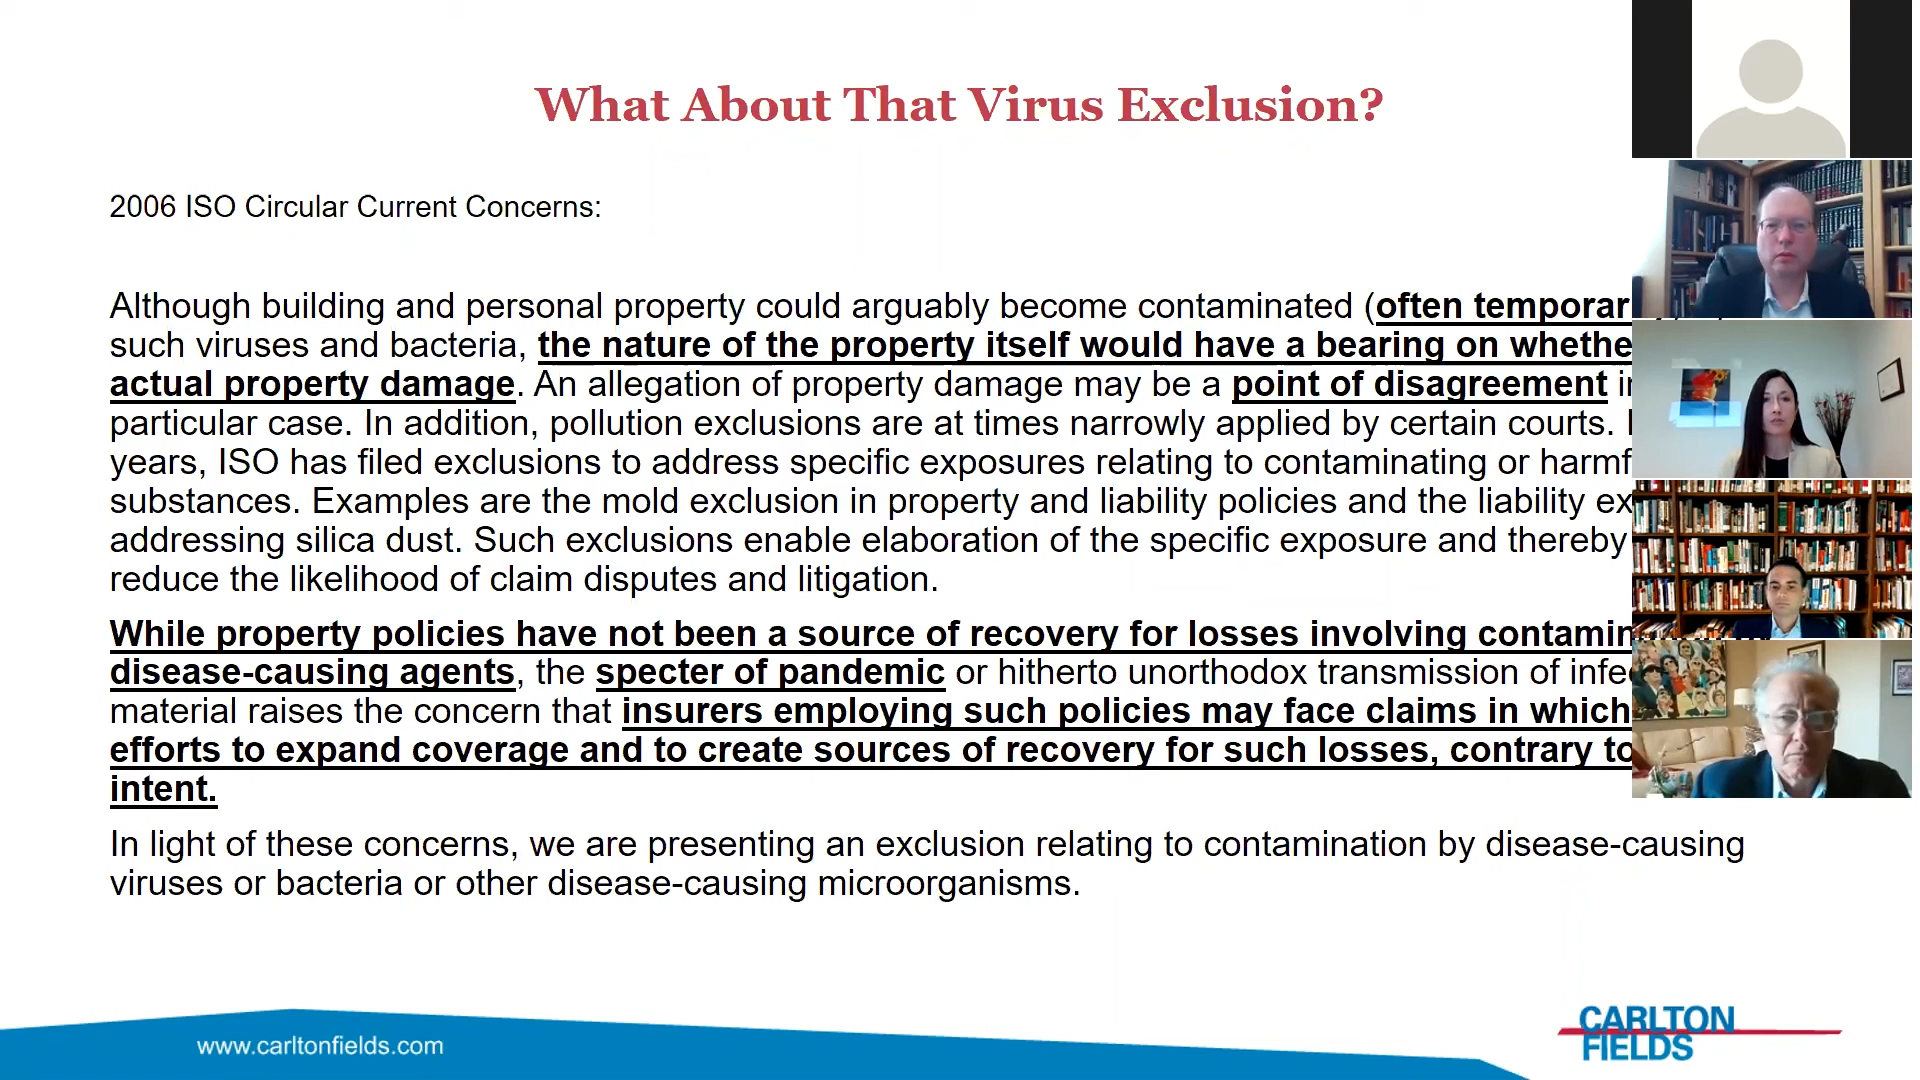 What About That Virus Exclusion?
2006 ISO Circular Current Concerns:
Although building and personal property could arguably become contaminated (often
such viruses and bacteria, the nature of the property itself would have a bearing on
actual property damage. An allegation of property damage may be a point of disagreement
particular case. In addition, pollution exclusions are at times narrowly applied by certain courts.
years, ISO has filed exclusions to address specific exposures relating to contaminating or
substances. Examples are the mold exclusion in property and liability policies and the liability
addressing silica dust. Such exclusions enable elaboration of the specific exposure and thereby
reduce the likelihood of claim disputes and litigation.
While property policies have not been a source of recovery for losses involving
disease-causing agents, the specter of pandemic or hitherto unorthodox transmission of
material raises the concern that insurers employing such policies may face claims in which
efforts to expand coverage and to create sources of recovery for such losses, contrary to
intent.
In light of these concerns, we are presenting an exclusion relating to contamination by disease-causing
viruses or bacteria or other disease-causing microorganisms.
www.carltonfields.com
CARLTON
FIELDS